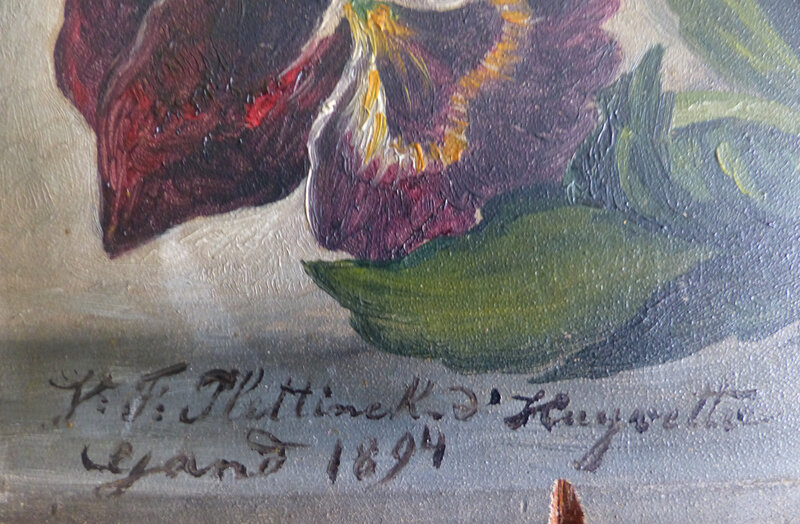 V. F. Plettinck. d' Huyvetter
Gand 1894